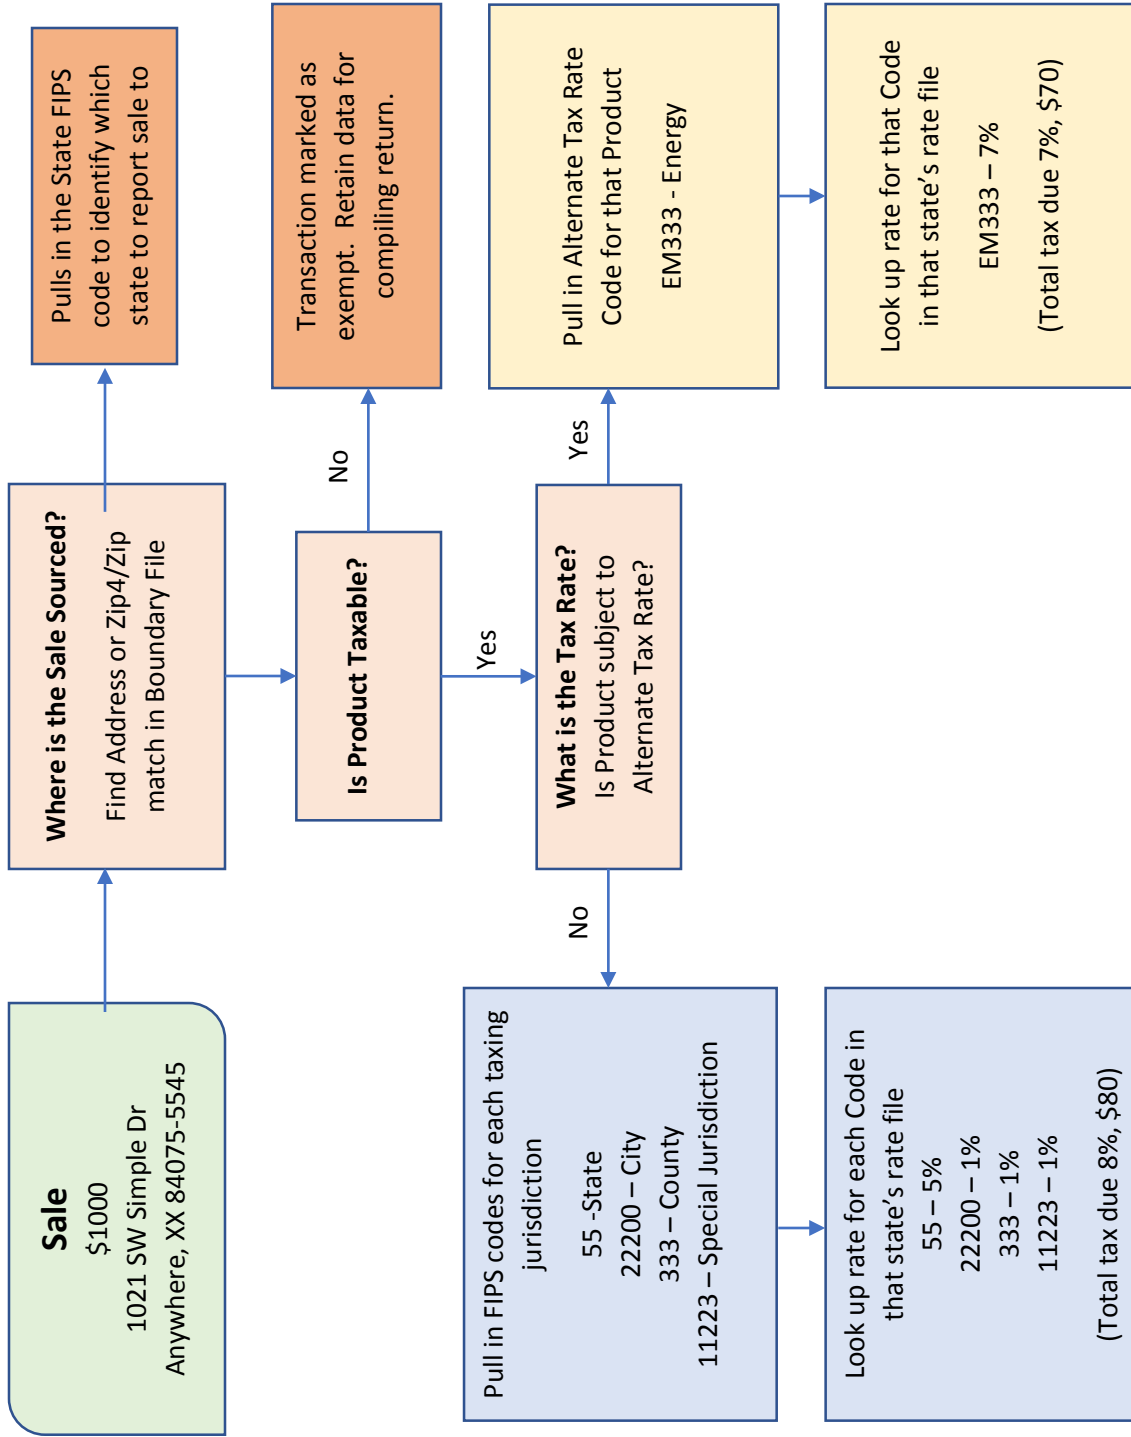 Sale
$1000
1021 SW Simple Dr
Anywhere, XX 84075-5545
Where is the Sale Sourced?
Find Address or Zip4/Zip
match in Boundary File
Pulls in the State FIPS
code to identify which
state to report sale to
Is Product Taxable?
No
Transaction marked as
exempt.  Retain data for
compiling return.
Yes
What is the Tax Rate?
Is Product subject to
Alternate Tax Rate?
No
Yes
Pull in FIPS codes for each taxing
jurisdiction
55 -State
22200 – City
333 – County
11223 – Special Jurisdiction
Pull in Alternate Tax Rate
Code for that Product
EM333 - Energy
Look up rate for each Code in
that state’s rate file
55 – 5%
22200 – 1%
333 – 1%
11223 – 1%
(Total tax due 8%, $80)
Look up rate for that Code
in that state’s rate file
EM333 – 7%
(Total tax due 7%, $70)